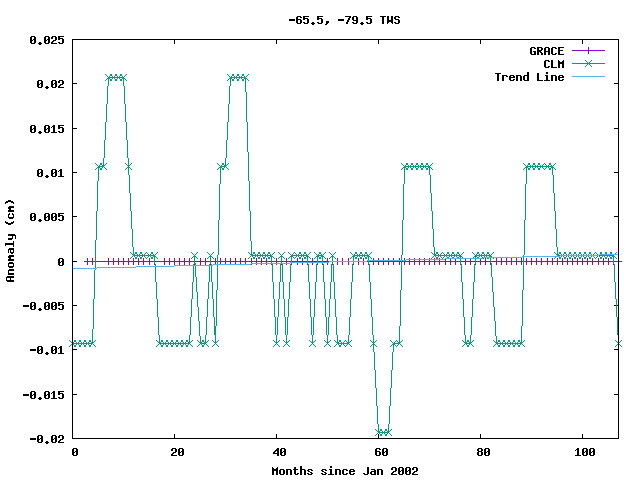 -65.5, -79.5 TWS
0.025
0.02
0.015
0.01
0.005
0
-0.005
-0.01
-0.015
-0.02
Anomaly (cm)
GRACE
CLM
Trend Line
0 20 40 60 80 100
Months since Jan 2002